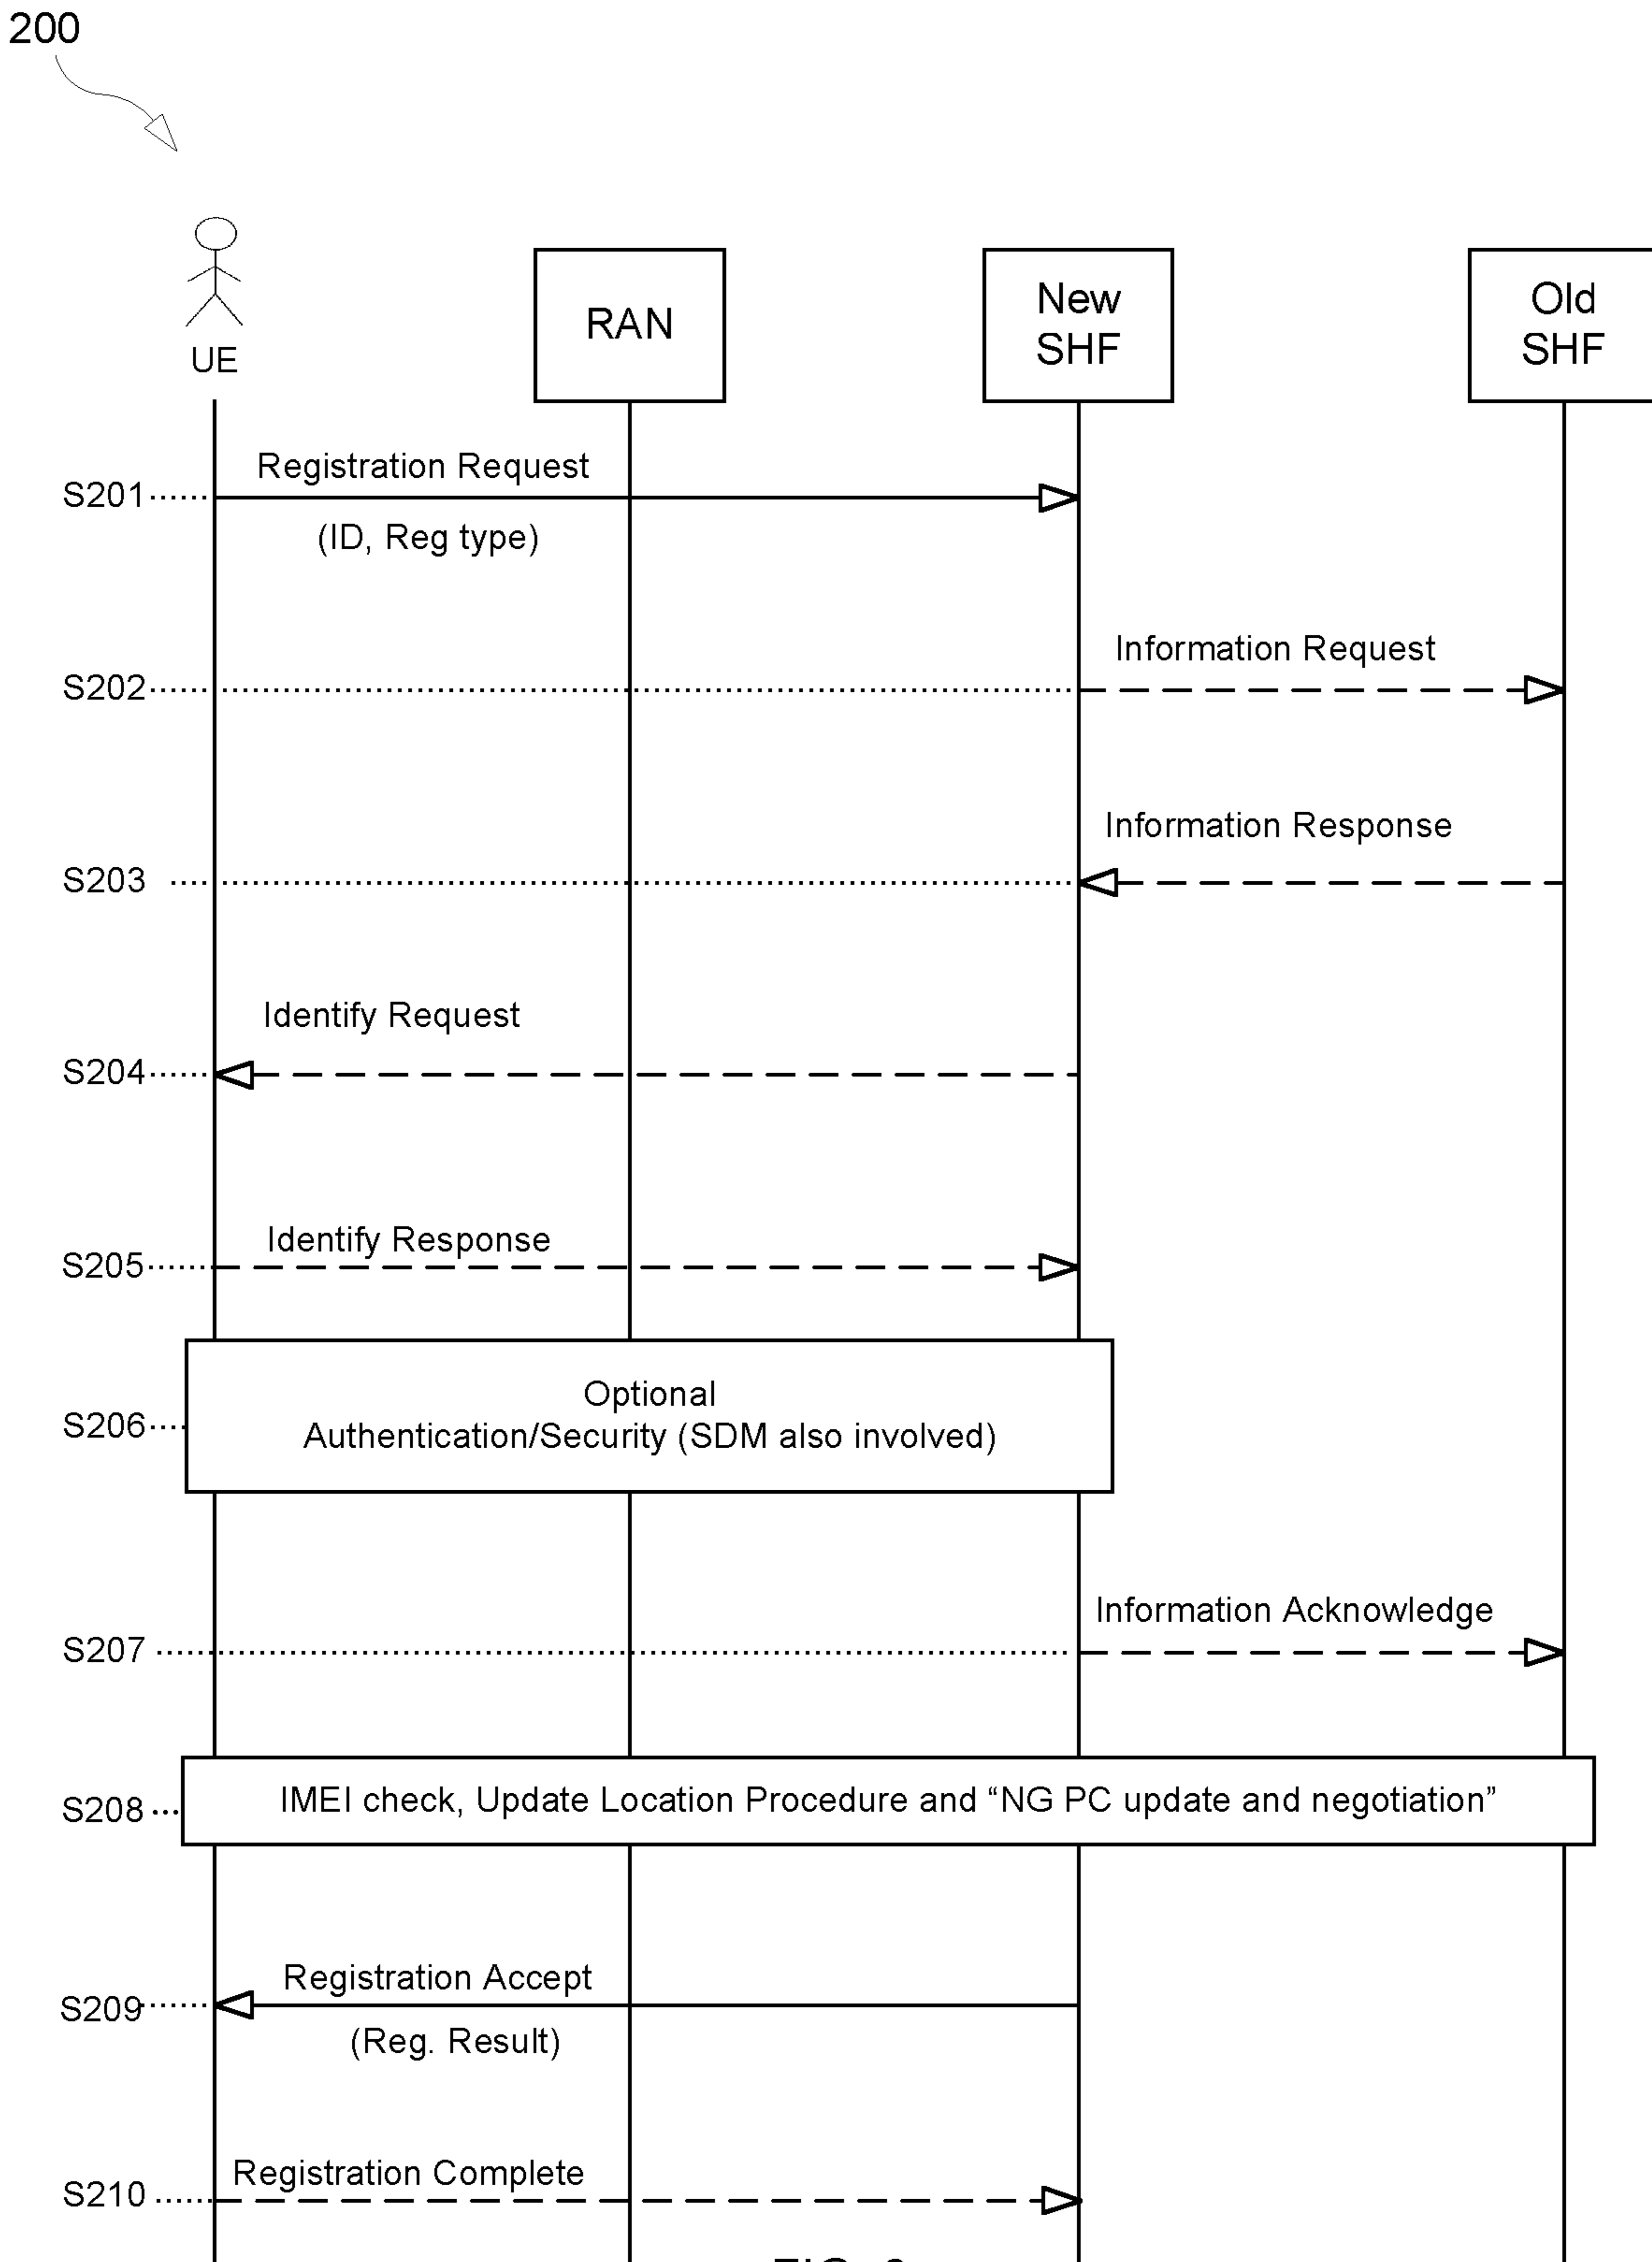 200
UE
RAN
New
SHF
Old
SHF
Registration Request
S201
(ID, Reg type)
Information Request
S202
Information Response
S203
Identify Request
S204
Identify Response
S205
Optional
Authentication/Security (SDM also involved)
S206
Information Acknowledge
S207
IMEI check, Update Location Procedure and “NG PC update and negotiation”
S208
Registration Accept
S209
(Reg. Result)
Registration Complete
S210